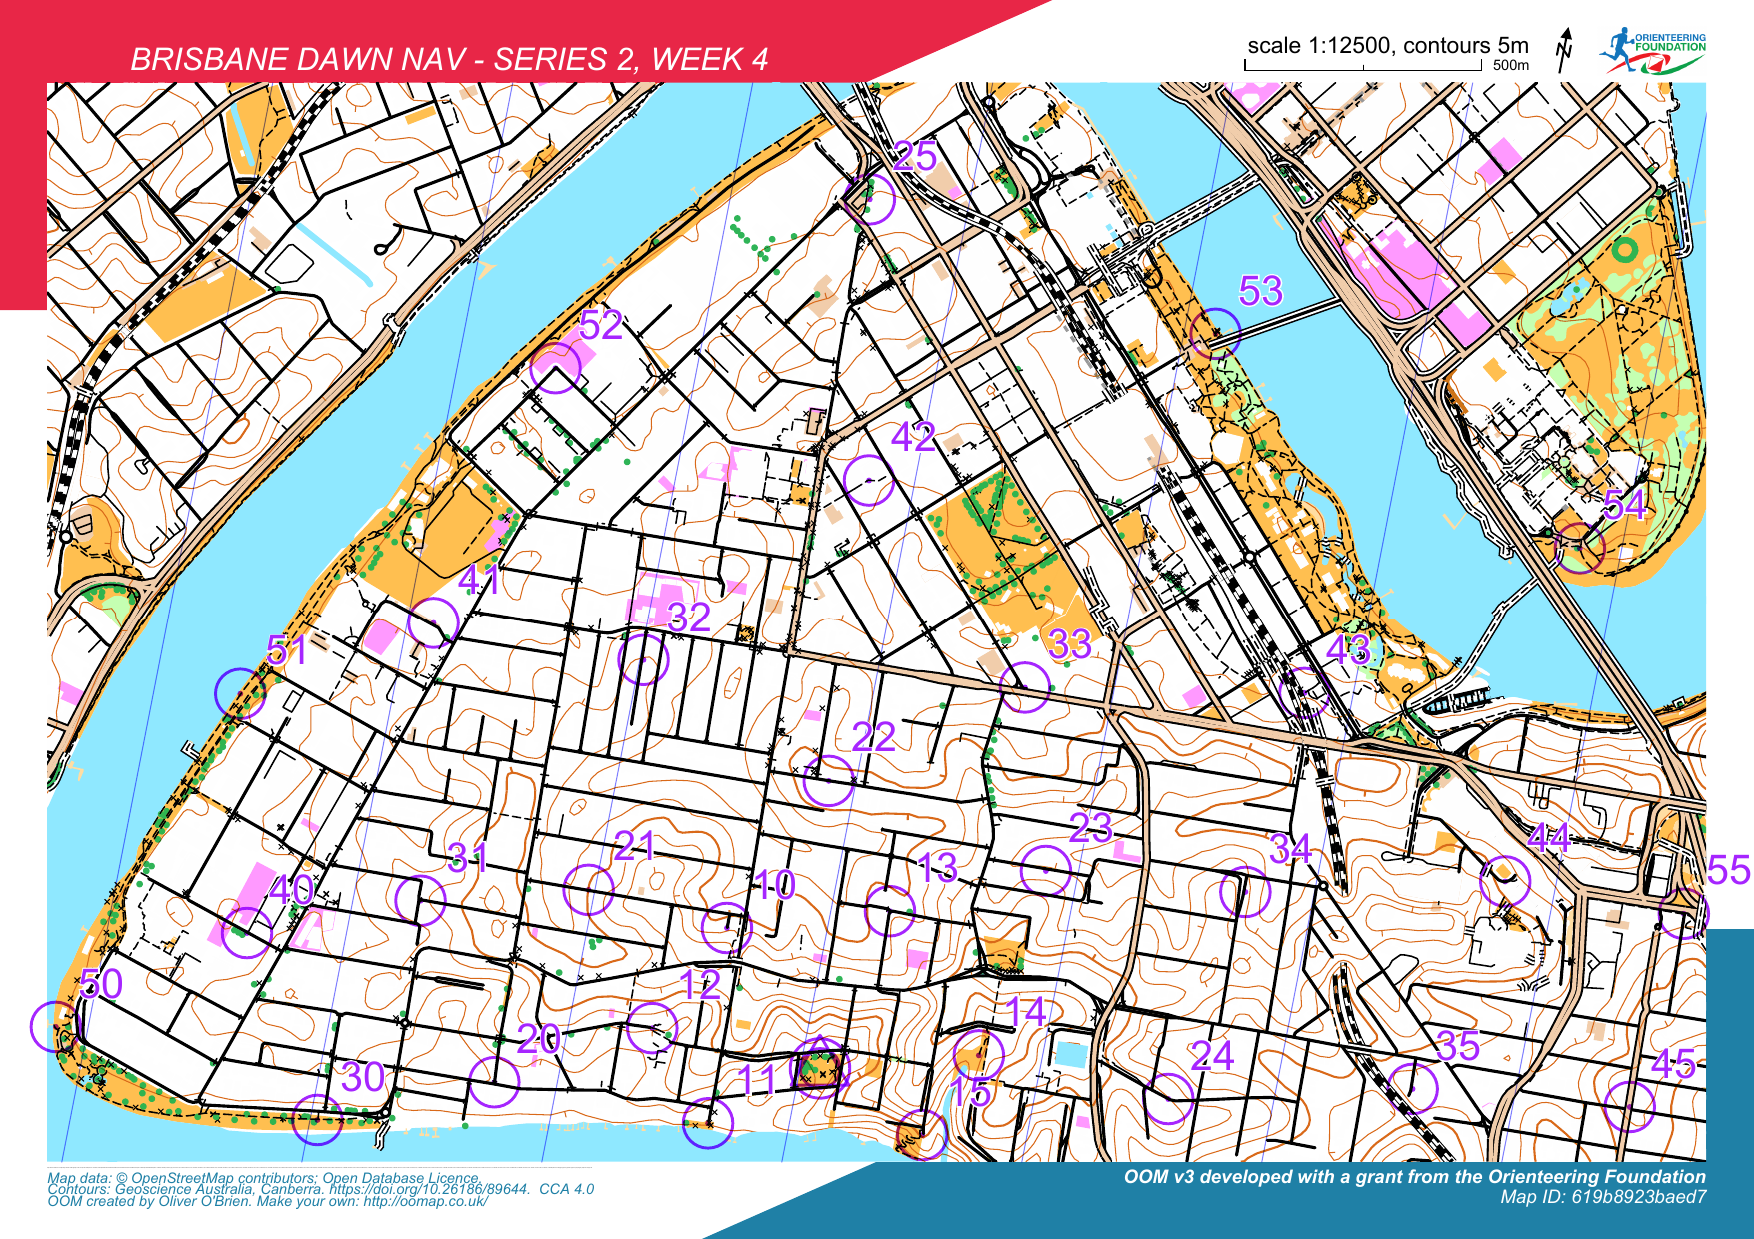 BRISBANE DAWN NAV - SERIES 2, WEEK 4
scale 1:12500, contours 5m
500m
N
ORIENTEERING
FOUNDATION
25
53
52
42
54
41
32
33
51
43
22
23
44
21
31
34
13
55
10
40
50
12
14
20
35
24
45
30
11
15
Map data: © OpenStreetMap contributors; Open Database Licence.
Contours: Geoscience Australia, Canberra. https://doi.org/10.26186/89644. CCA 4.0
OOM created by Oliver O'Brien. Make your own: http://oomap.co.uk/
OOM v3 developed with a grant from the Orienteering Foundation
Map ID: 619b8923baed7